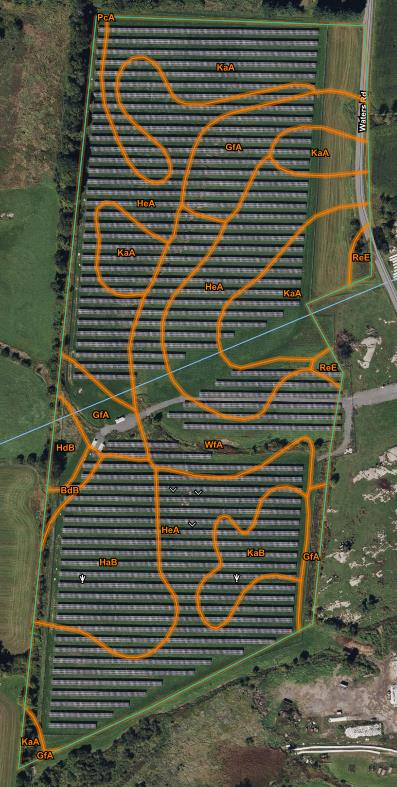 PcA
KaA
Waters Rd
GfA
KaA
HeA
KaA
ReE
HeA
KaA
ReE
GfA
WfA
HdB
BdB
HeA
KaB
GfA
HaB
KaA
GfA